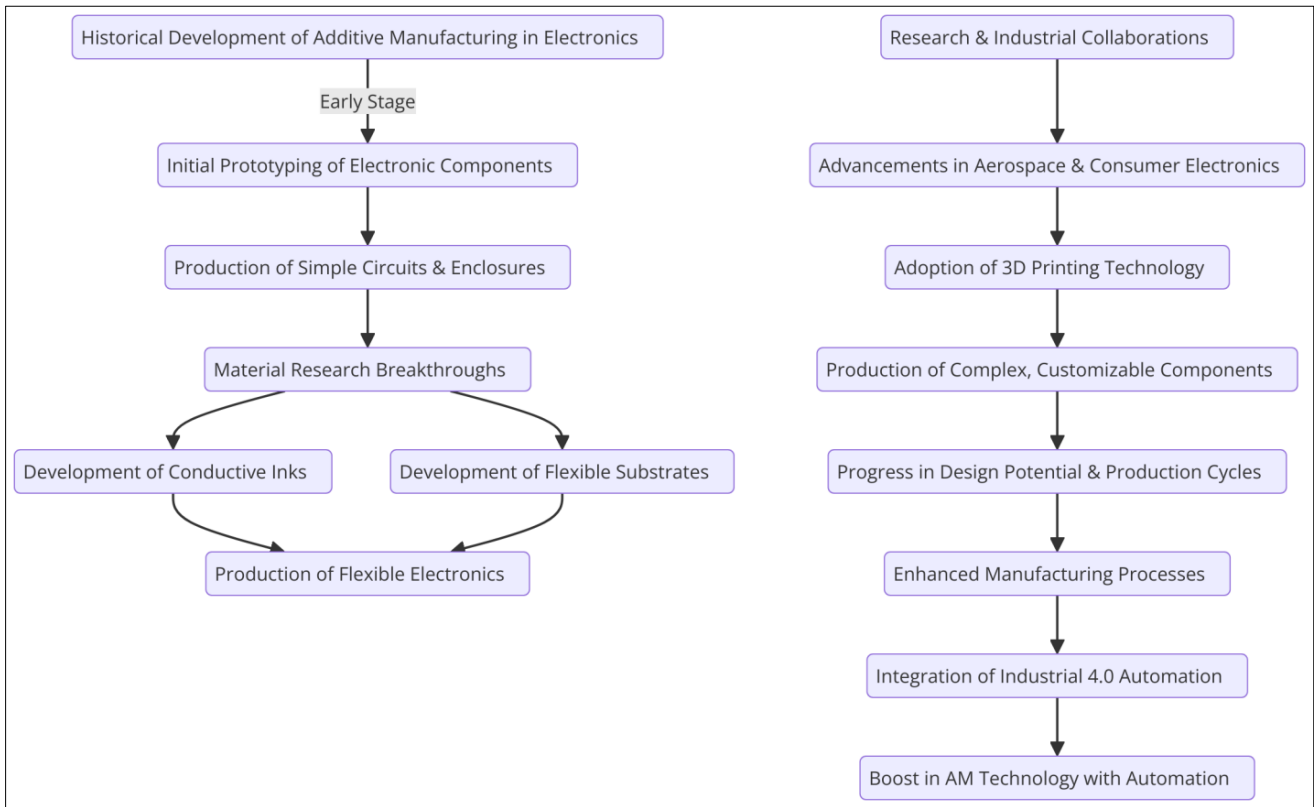 Historical Development of Additive Manufacturing in Electronics
Early Stage
Initial Prototyping of Electronic Components
Production of Simple Circuits & Enclosures
Material Research Breakthroughs
Development of Conductive Inks
Development of Flexible Substrates
Production of Flexible Electronics
Research & Industrial Collaborations
Advancements in Aerospace & Consumer Electronics
Adoption of 3D Printing Technology
Production of Complex, Customizable Components
Progress in Design Potential & Production Cycles
Enhanced Manufacturing Processes
Integration of Industrial 4.0 Automation
Boost in AM Technology with Automation